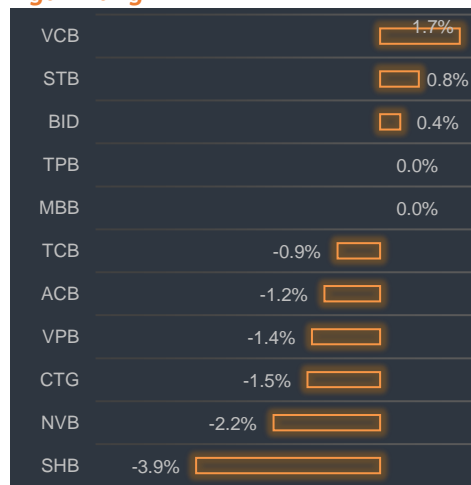 VCB 1.7%
STB 0.8%
BID 0.4%
TPB 0.0%
MBB 0.0%
TCB -0.9%
ACB -1.2%
VPB -1.4%
CTG -1.5%
NVB -2.2%
SHB -3.9%